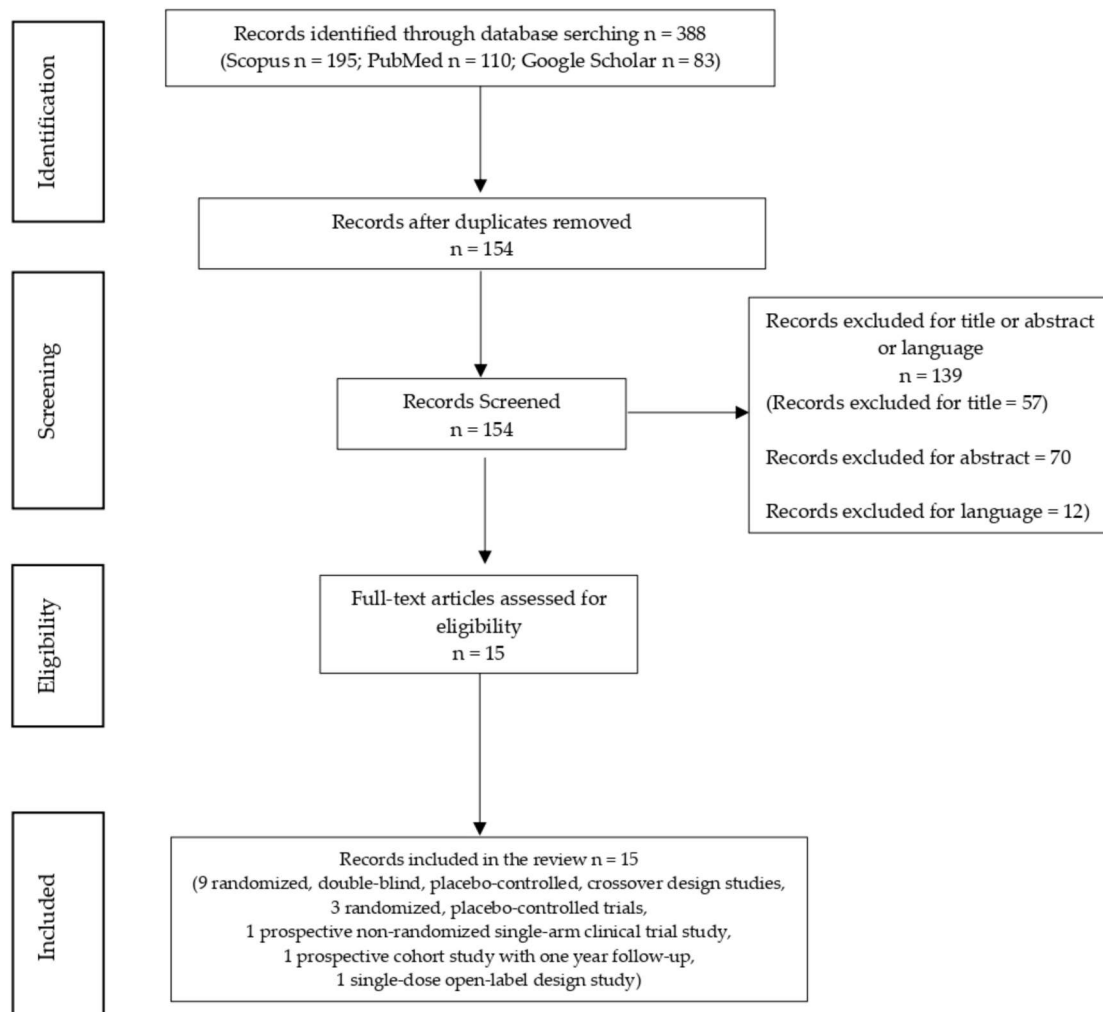 Identification
Records identified through database serching n = 388
(Scopus n = 195; PubMed n = 110; Google Scholar n = 83)
Records after duplicates removed
n = 154
Screening
Records Screened
n = 154
Records excluded for title or abstract
or language
n = 139
(Records excluded for title = 57)
Records excluded for abstract = 70
Records excluded for language = 12)
Eligibility
Full-text articles assessed for
eligibility
n = 15
Included
Records included in the review n = 15
(9 randomized, double-blind, placebo-controlled, crossover design studies,
3 randomized, placebo-controlled trials,
1 prospective non-randomized single-arm clinical trial study,
1 prospective cohort study with one year follow-up,
1 single-dose open-label design study)